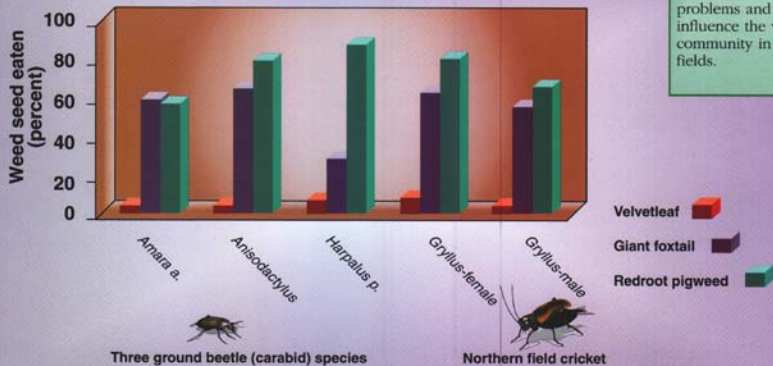 problems and
influence the
community in
fields.
Weed seed eaten
(percent)
100
80
60
40
20
0
Amara a.
Anisodactylus
Harpalus p.
Gryllus-female
Gryllus-male
Velvetleaf
Giant foxtail
Redroot pigweed
Three ground beetle (carabid) species
Northern field cricket